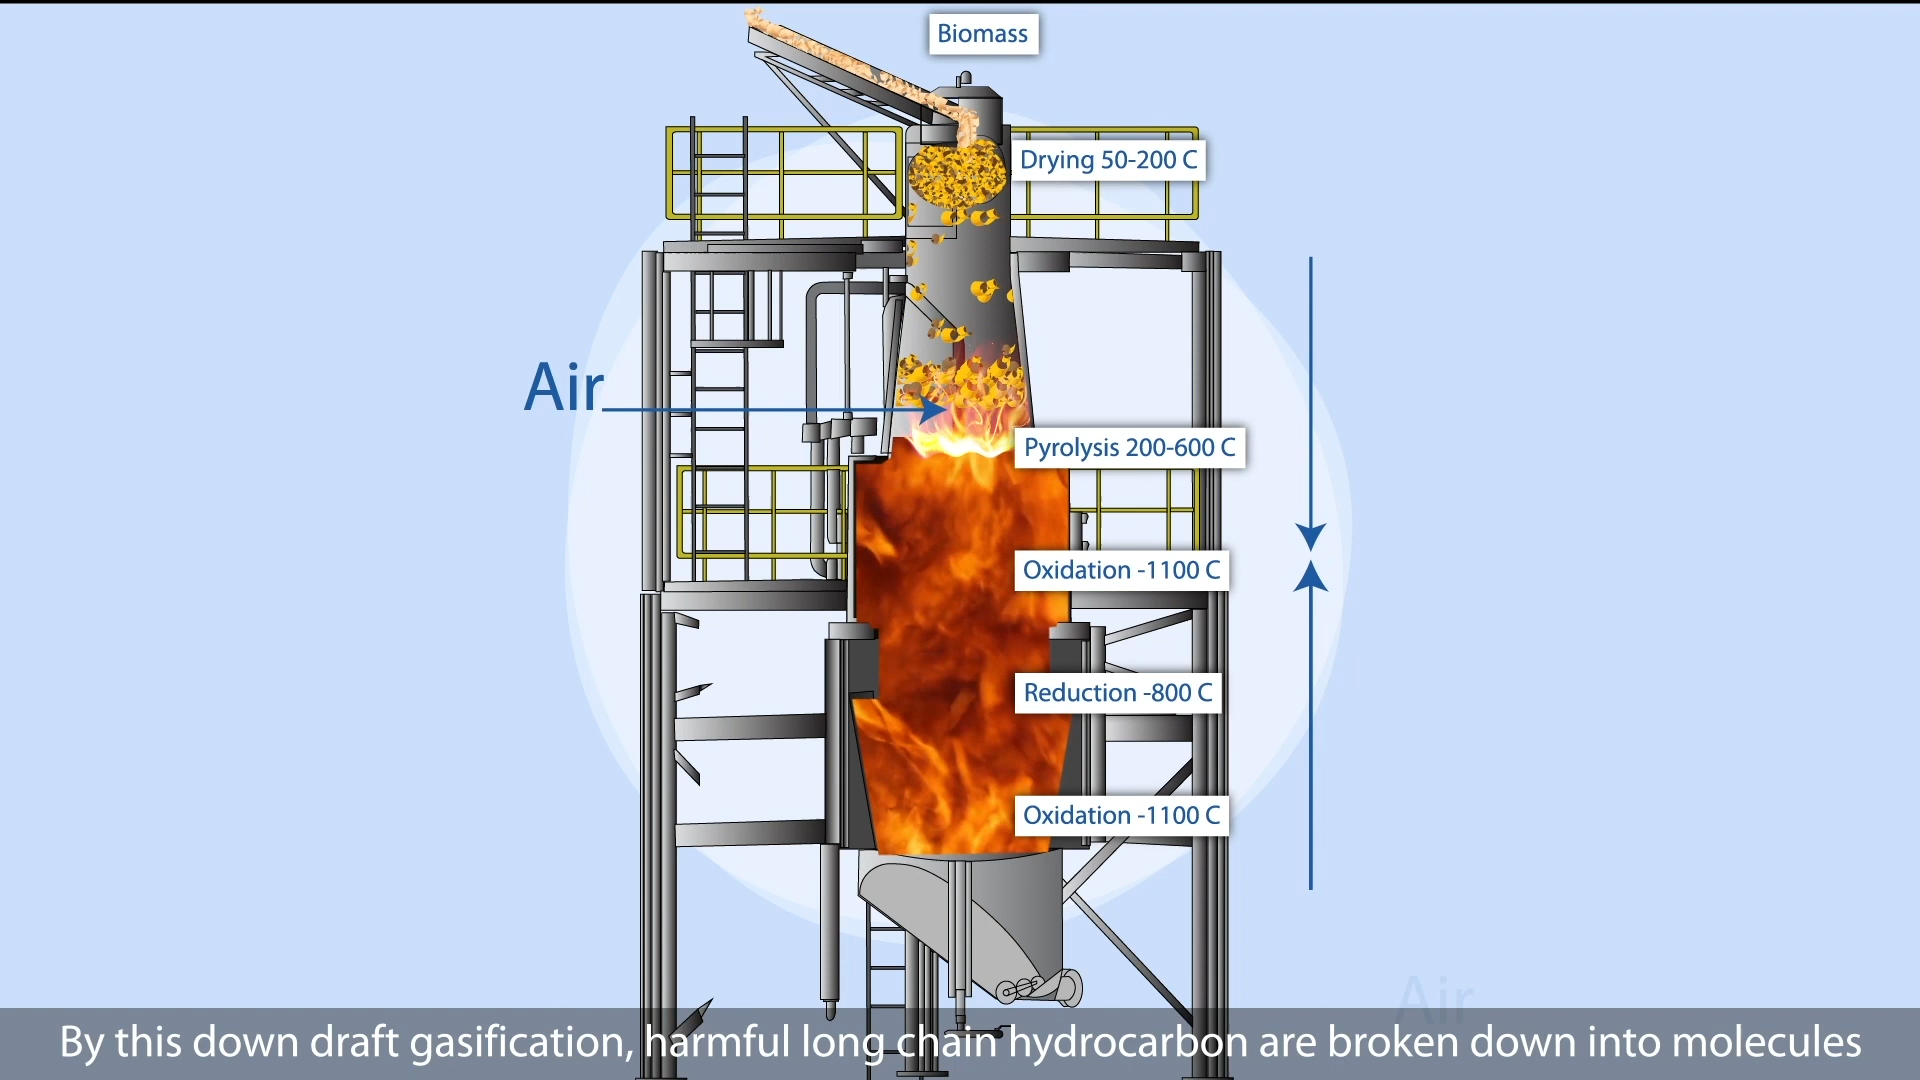 Biomass
Drying 50-200 C
Air
Pyrolysis 200-600 C
Oxidation -1100 C
Reduction -800 C
Oxidation -1100 C
Air
By this down draft gasification, harmful long chain hydrocarbon are broken down into molecules